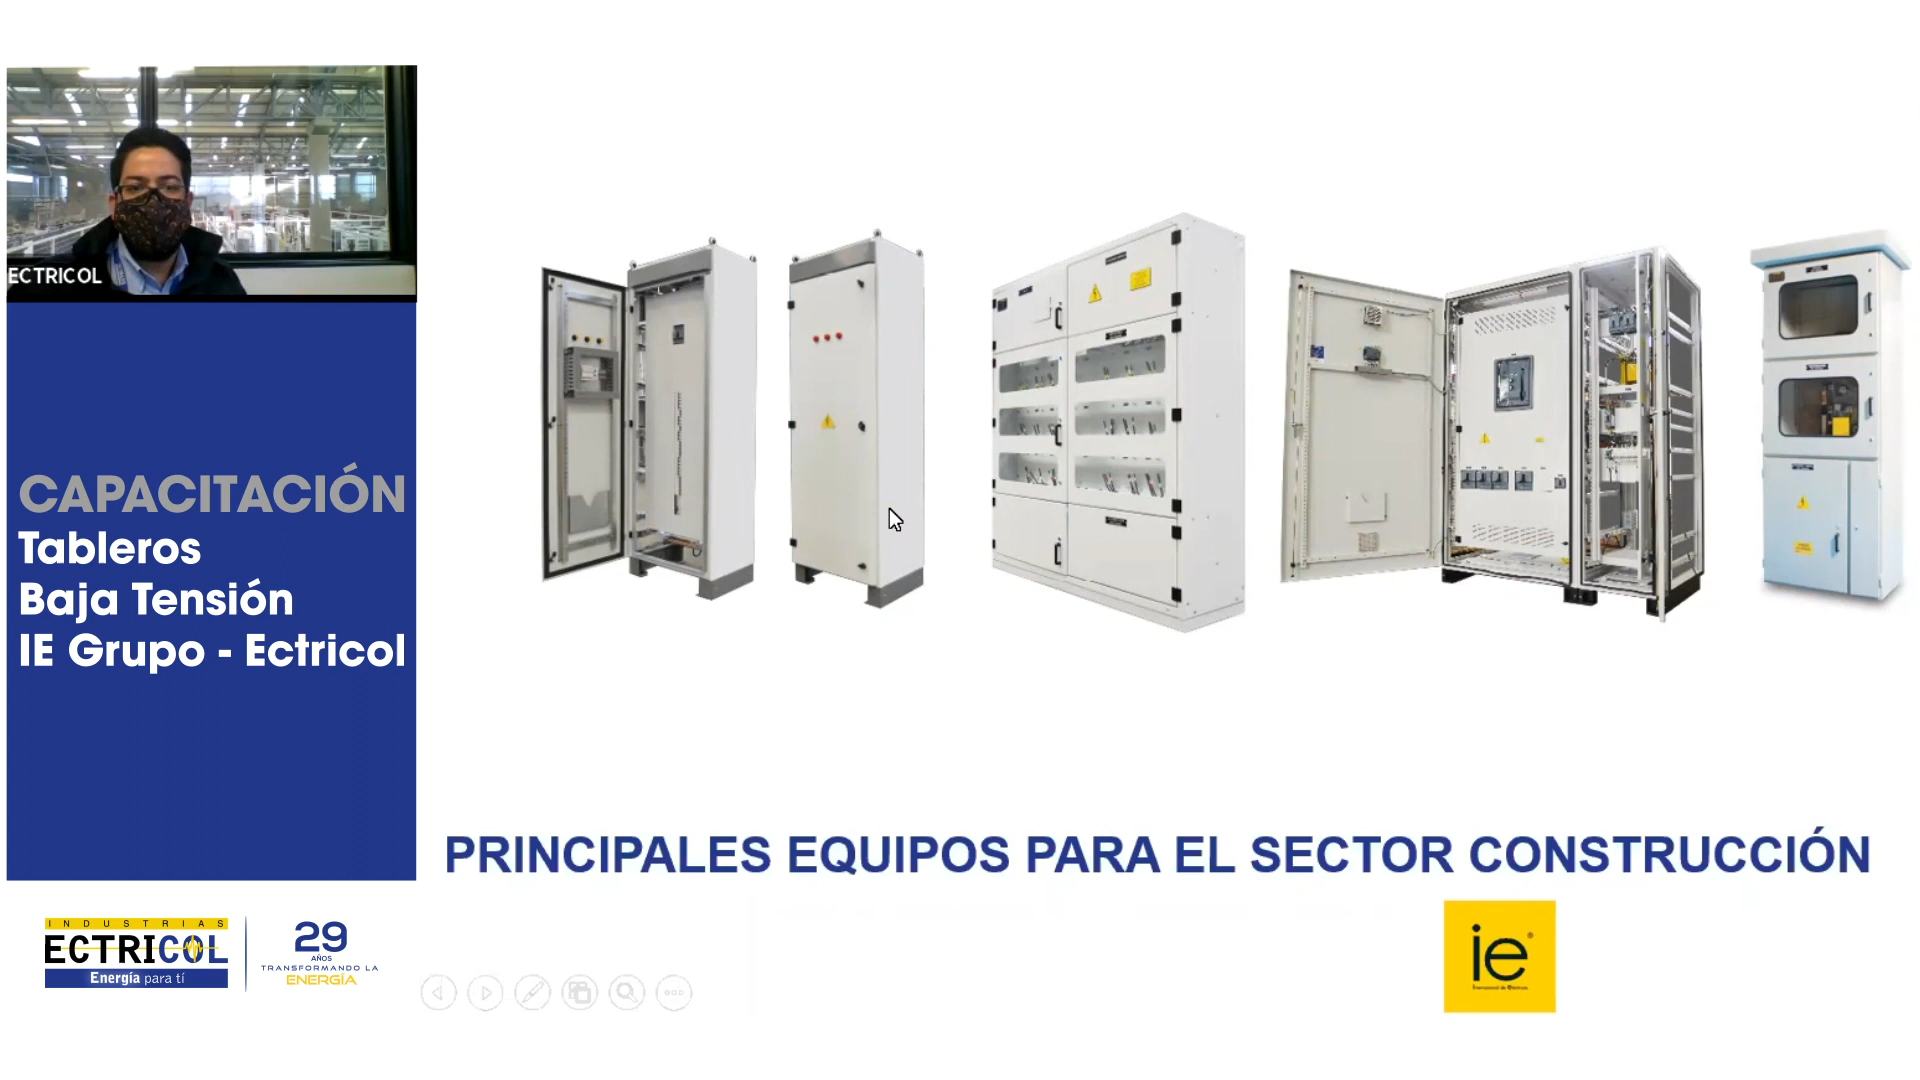 ECTRICOL
CAPACITACIÓN
Tableros
Baja Tensión
IE Grupo - Ectricol
PRINCIPALES EQUIPOS PARA EL SECTOR CONSTRUCCIÓN
INDUSTRIAS
ECTRICOL
Energía para tí
29
AÑOS
TRANSFORMANDO LA
ENERGÍA
ie